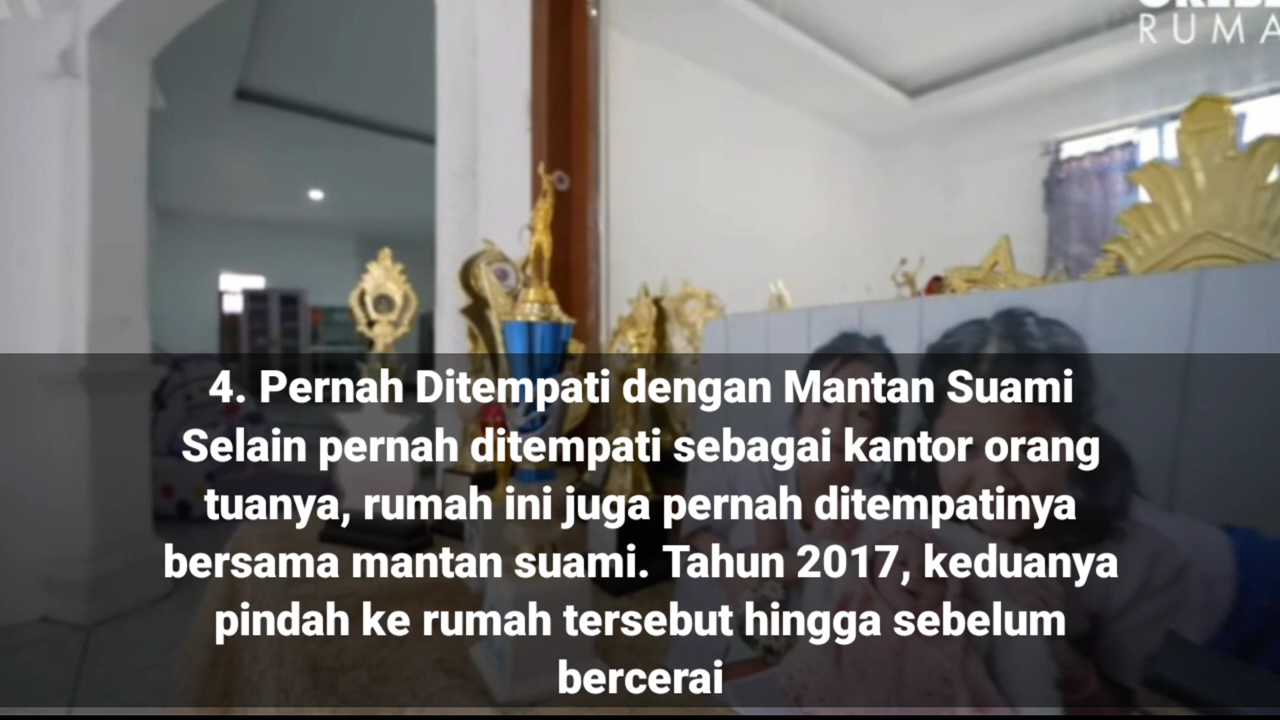 RUMA
4. Pernah Ditempati dengan Mantan Suami
Selain pernah ditempati sebagai kantor orang
tuanya, rumah ini juga pernah ditempatinya
bersama mantan suami. Tahun 2017, keduanya
pindah ke rumah tersebut hingga sebelum
bercerai